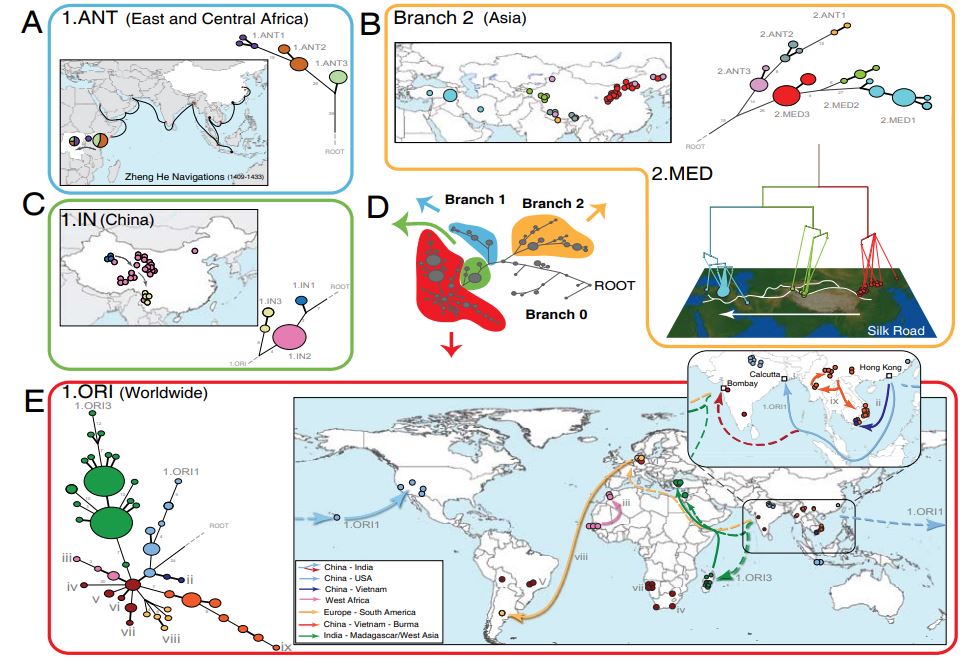 A
1.ANT (East and Central Africa)
1.ANT1
1.ANT2
1.ANT3
ROOT
Zheng He Navigations (1409-1433)
B
Branch 2 (Asia)
2.ANT1
2.ANT2
2.ANT3
2.MED3
2.MED2
2.MED1
ROOT
2.MED
Silk Road
C
1.IN (China)
1.IN3
1.IN1
ROOT
1.IN2
1.ORI
D
Branch 1
Branch 2
ROOT
Branch 0
E
1.ORI (Worldwide)
1.ORI3
1.ORI1
ROOT
iii
iv
v
vi
vii
viii
ii
ix
Calcutta
Hong Kong
Bombay
1.ORI1
ix
ii
1.ORI1
iii
viii
v
vii
iv
1.ORI3
1.ORI1
China - India
China - USA
China - Vietnam
West Africa
Europe - South America
China - Vietnam - Burma
India - Madagascar/West Asia